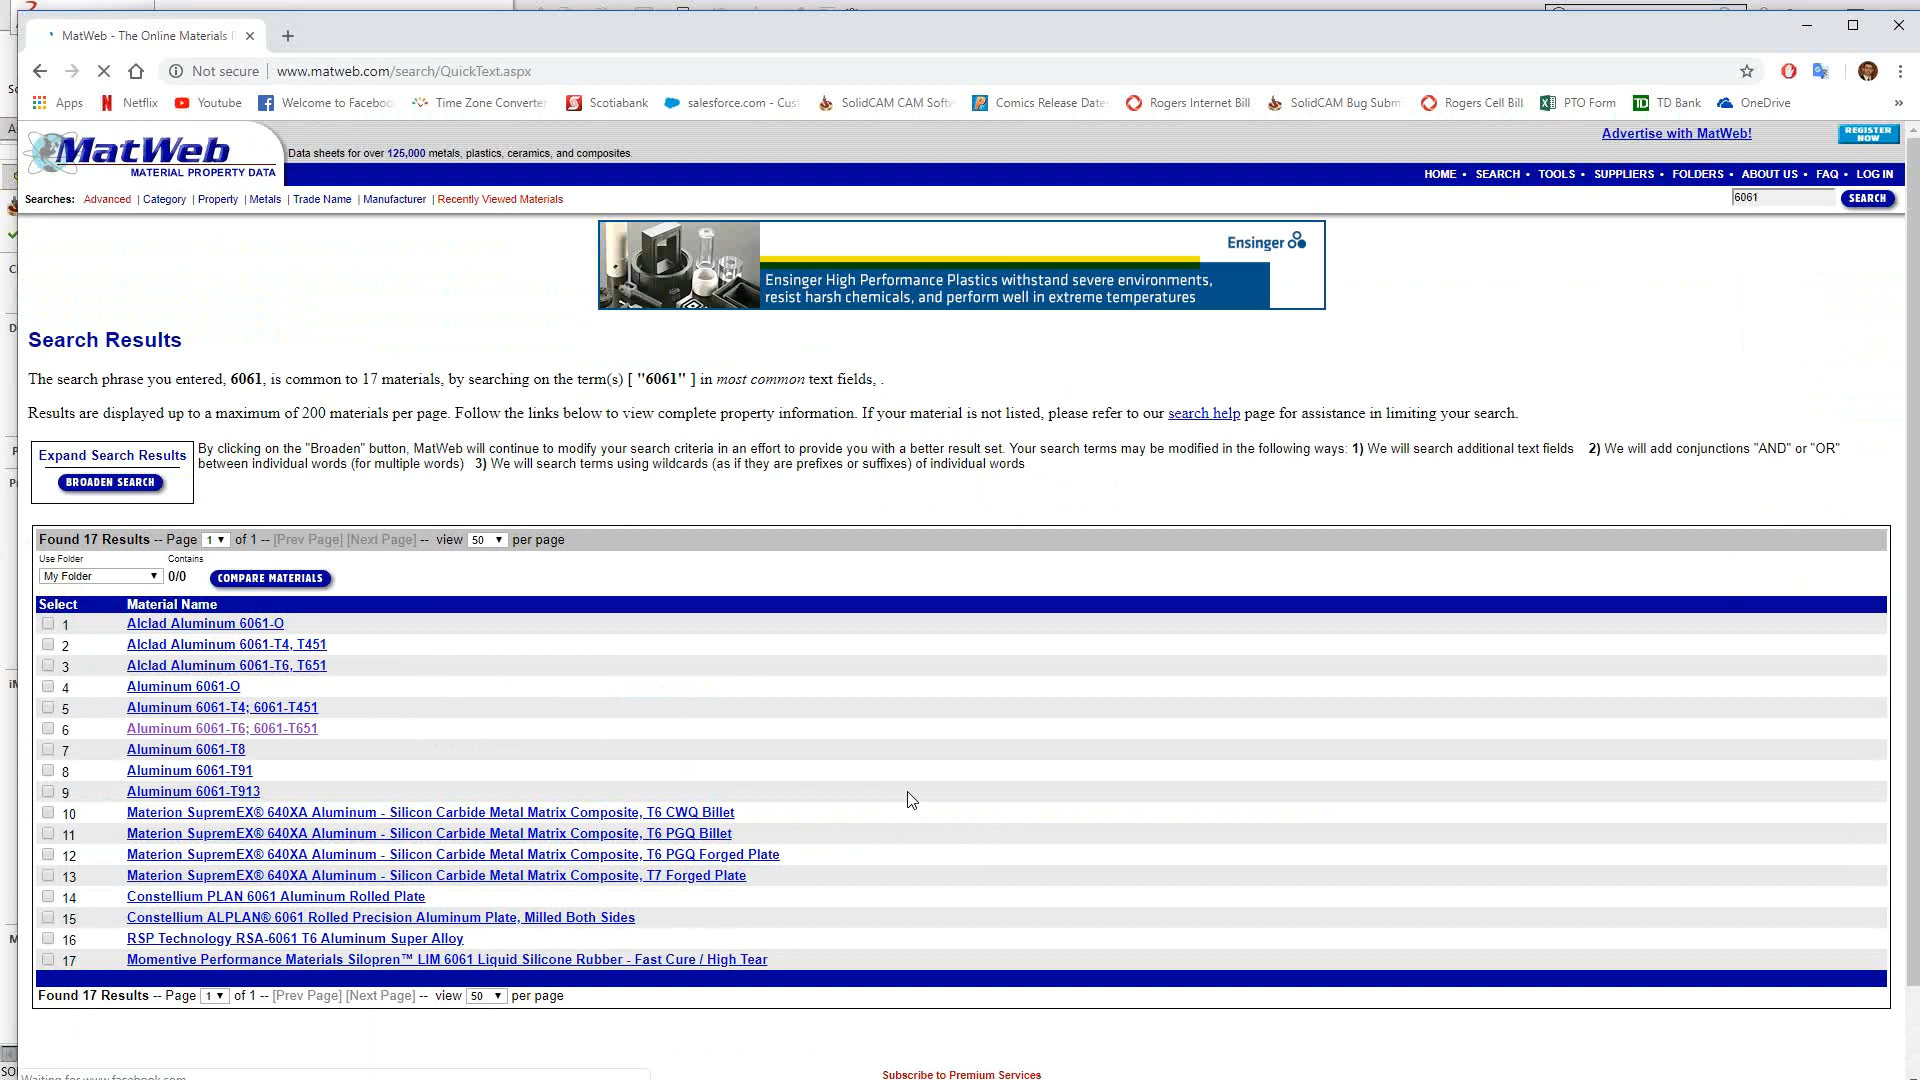 MatWeb - The Online Materials
Not secure www.matweb.com/search/QuickText.aspx
Apps Netflix Youtube Welcome to Faceboo Time Zone Converter Scotiabank salesforce.com - Cust SolidCAM CAM Softw Comics Release Date Rogers Internet Bill SolidCAM Bug Subm Rogers Cell Bill PTO Form TD Bank OneDrive »
MatWeb
MATERIAL PROPERTY DATA
Data sheets for over 125,000 metals, plastics, ceramics, and composites.
Advertise with MatWeb!
REGISTER NOW
HOME • SEARCH • TOOLS • SUPPLIERS • FOLDERS • ABOUT US • FAQ • LOG IN
Searches: Advanced | Category | Property | Metals | Trade Name | Manufacturer | Recently Viewed Materials
6061 SEARCH
Ensinger
Ensinger High Performance Plastics withstand severe environments,
resist harsh chemicals, and perform well in extreme temperatures
Search Results
The search phrase you entered, 6061, is common to 17 materials, by searching on the term(s) [ "6061" ] in most common text fields, .
Results are displayed up to a maximum of 200 materials per page. Follow the links below to view complete property information. If your material is not listed, please refer to our search help page for assistance in limiting your search.
Expand Search Results
BROADEN SEARCH
By clicking on the "Broaden" button, MatWeb will continue to modify your search criteria in an effort to provide you with a better result set. Your search terms may be modified in the following ways: 1) We will search additional text fields 2) We will add conjunctions "AND" or "OR"
between individual words (for multiple words) 3) We will search terms using wildcards (as if they are prefixes or suffixes) of individual words
Found 17 Results -- Page 1 of 1 -- [Prev Page] [Next Page] -- view 50 per page
Use Folder Contains
My Folder 0/0 COMPARE MATERIALS
Select Material Name
1 Alclad Aluminum 6061-O
2 Alclad Aluminum 6061-T4, T451
3 Alclad Aluminum 6061-T6, T651
4 Aluminum 6061-O
5 Aluminum 6061-T4; 6061-T451
6 Aluminum 6061-T6; 6061-T651
7 Aluminum 6061-T8
8 Aluminum 6061-T91
9 Aluminum 6061-T913
10 Materion SupremEX® 640XA Aluminum - Silicon Carbide Metal Matrix Composite, T6 CWQ Billet
11 Materion SupremEX® 640XA Aluminum - Silicon Carbide Metal Matrix Composite, T6 PGQ Billet
12 Materion SupremEX® 640XA Aluminum - Silicon Carbide Metal Matrix Composite, T6 PGQ Forged Plate
13 Materion SupremEX® 640XA Aluminum - Silicon Carbide Metal Matrix Composite, T7 Forged Plate
14 Constellium PLAN 6061 Aluminum Rolled Plate
15 Constellium ALPLAN® 6061 Rolled Precision Aluminum Plate, Milled Both Sides
16 RSP Technology RSA-6061 T6 Aluminum Super Alloy
17 Momentive Performance Materials Silopren™ LIM 6061 Liquid Silicone Rubber - Fast Cure / High Tear
Found 17 Results -- Page 1 of 1 -- [Prev Page] [Next Page] -- view 50 per page
Waiting for www.facebook.com
Subscribe to Premium Services